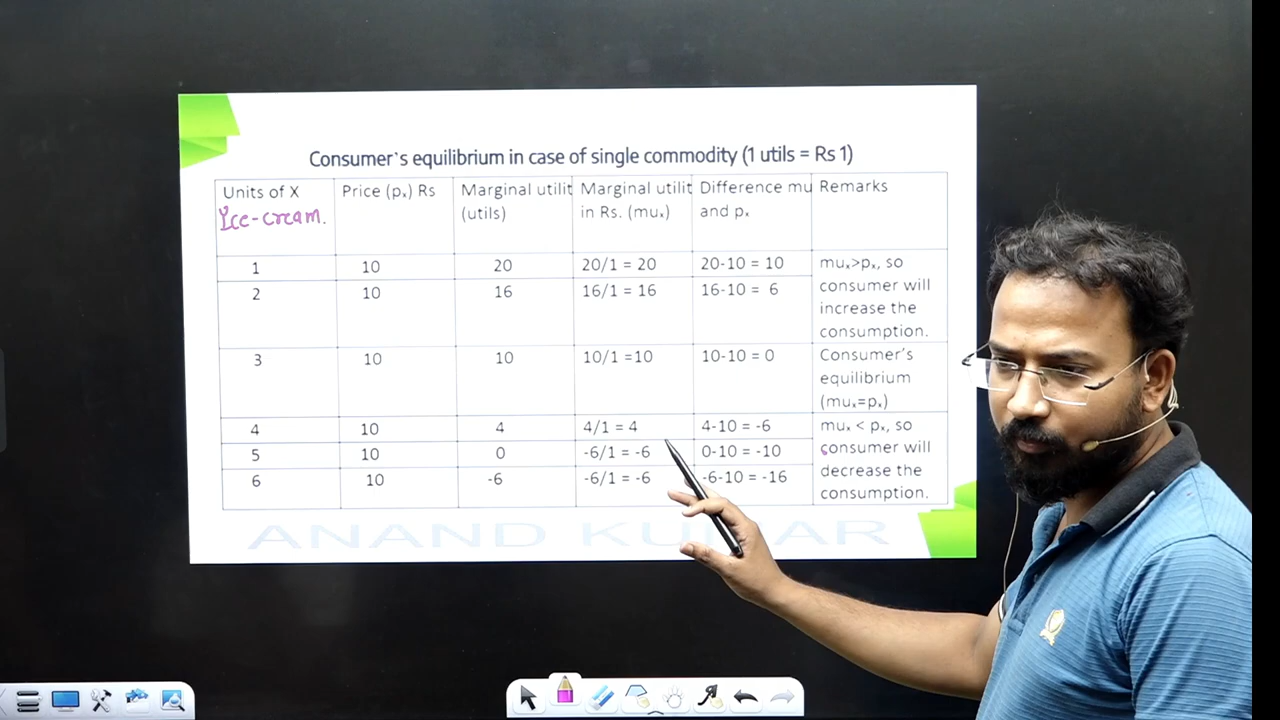 Consumer`s equilibrium in case of single commodity (1 utils = Rs 1)
Units of X Price (pₓ) Rs Marginal utilit Marginal utilit Difference mu Remarks
Ice-cream. (utils) in Rs. (muₓ) and pₓ
1 10 20 20/1 = 20 20-10 = 10 muₓ>pₓ, so
2 10 16 16/1 = 16 16-10 = 6 consumer will
increase the
consumption.
3 10 10 10/1 =10 10-10 = 0 Consumer's
equilibrium
(muₓ=pₓ)
4 10 4 4/1 = 4 4-10 = -6 muₓ < pₓ, so
5 10 0 -6/1 = -6 0-10 = -10 consumer will
decrease the
6 10 -6 -6/1 = -6 -6-10 = -16 consumption.
ANAND KUMAR